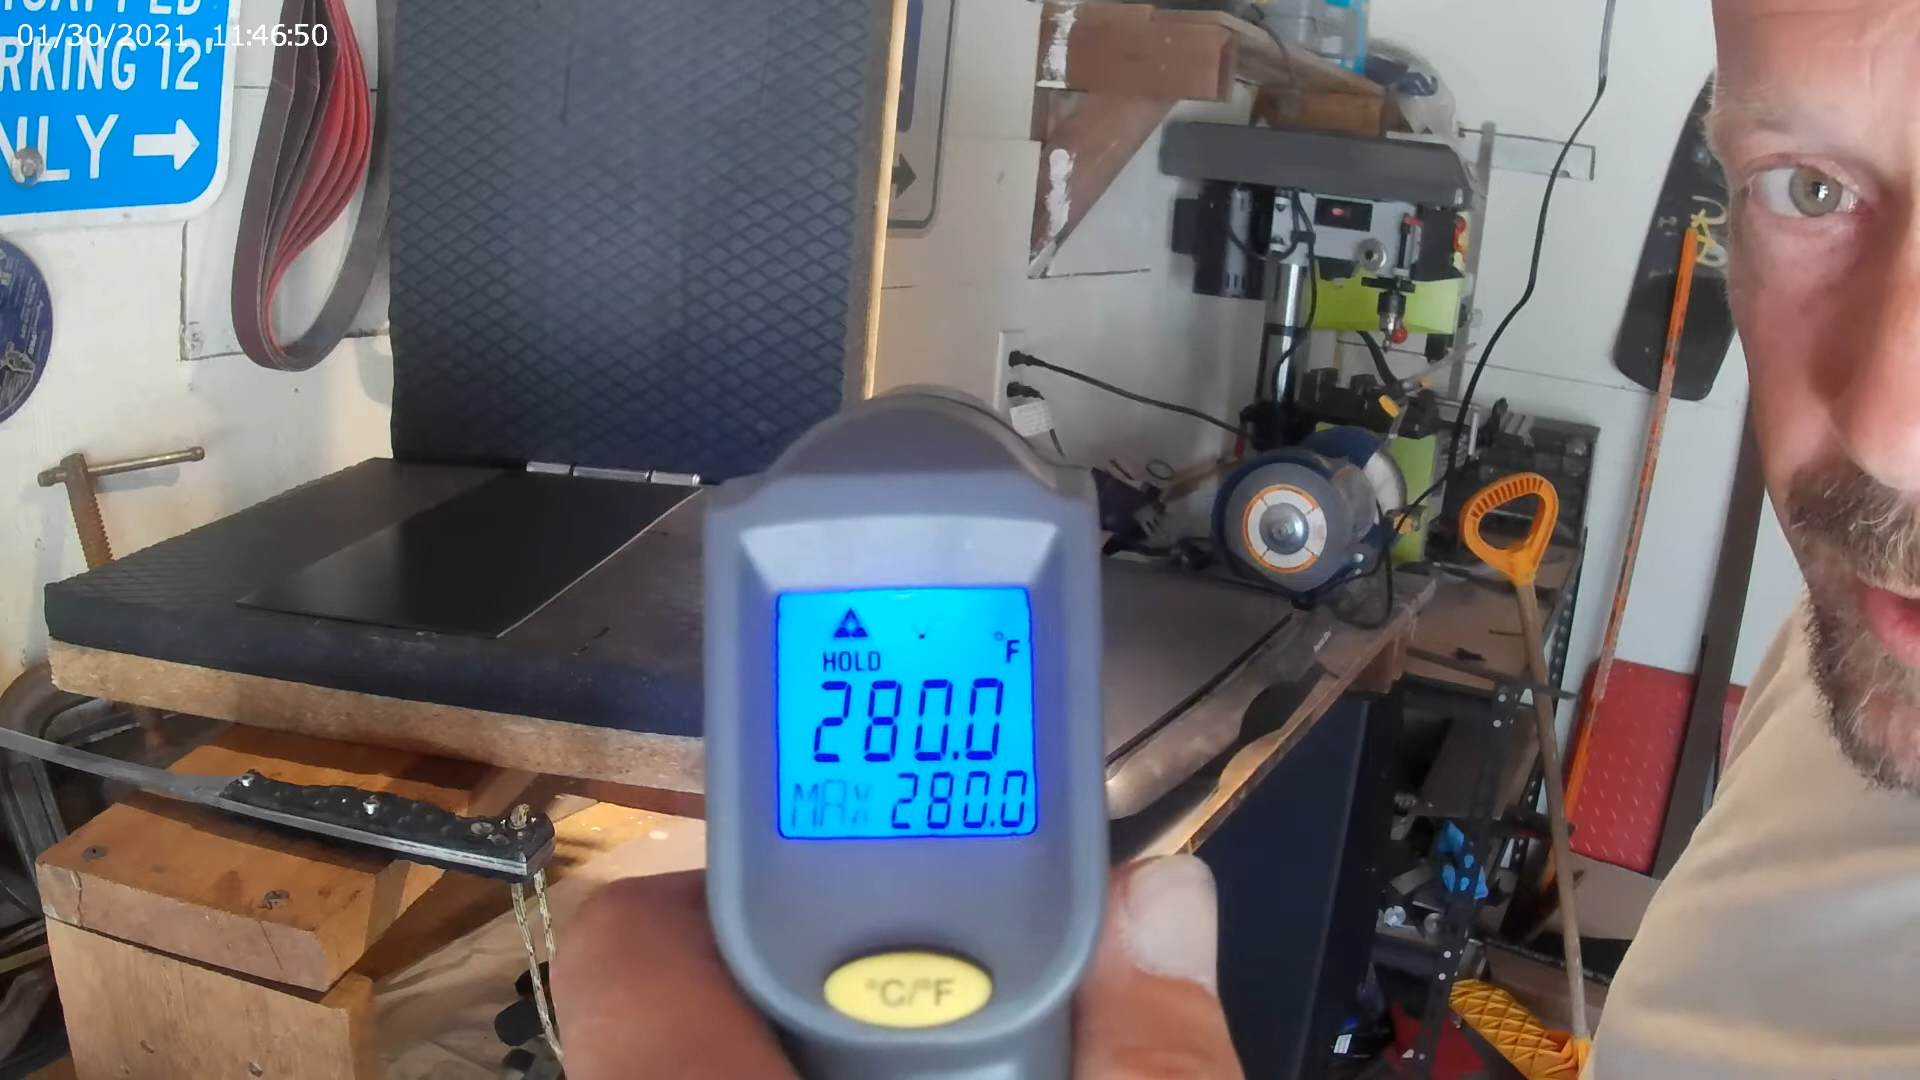 01/30/2021 11:46:50
RKING 12'
NLY →
HOLD
°F
280.0
MAX 280.0
°C/°F